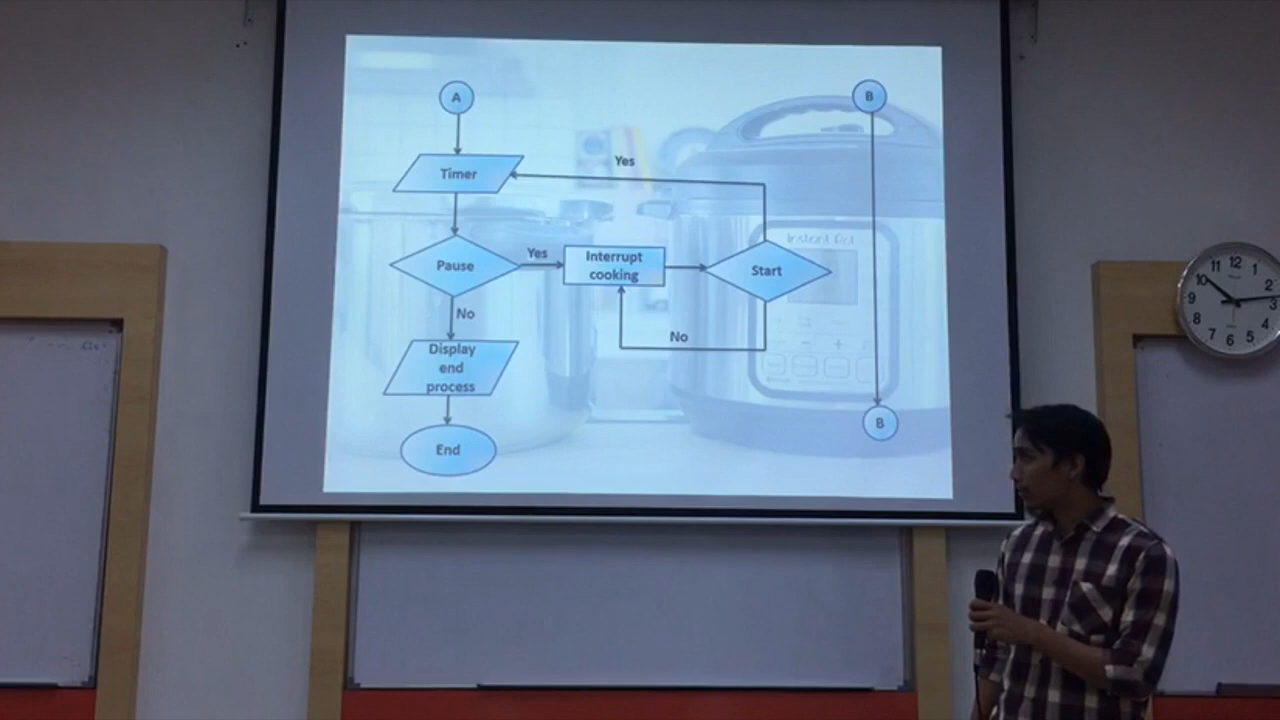 A
B
Yes
Timer
Instant Pot
Pause
Yes
Interrupt
cooking
Start
No
No
Display
end
process
B
End
11 12 1
10 2
9 3
8 4
7 6 5